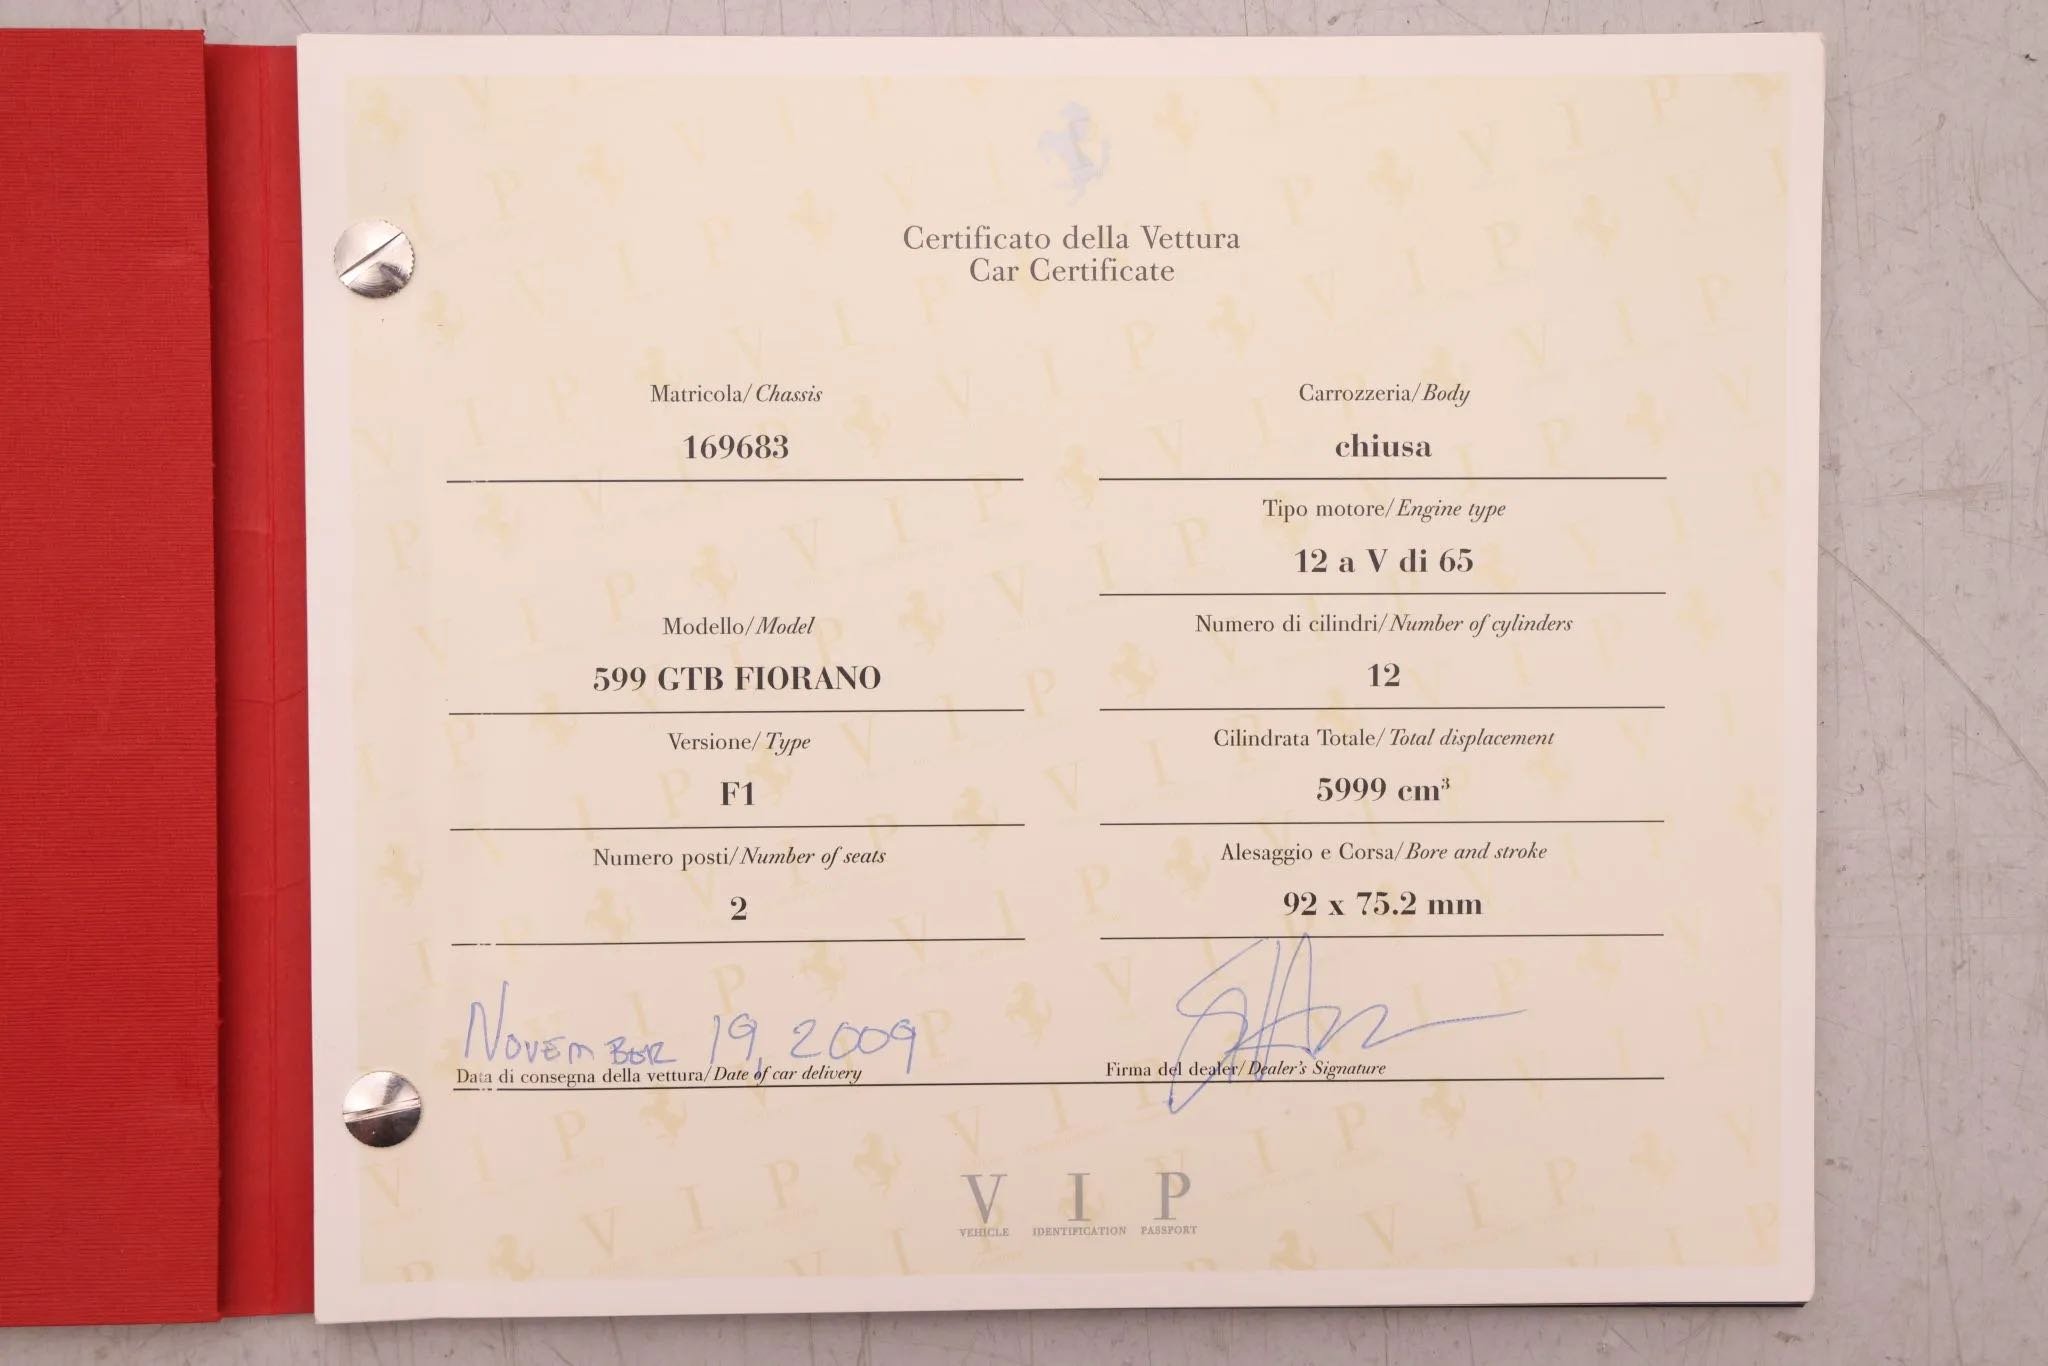 Certificato della Vettura
Car Certificate
Matricola/Chassis
169683
Modello/Model
599 GTB FIORANO
Versione/Type
F1
Numero posti/Number of seats
2
November 19, 2009
Data di consegna della vettura/Date of car delivery
Carrozzeria/Body
chiusa
Tipo motore/Engine type
12 a V di 65
Numero di cilindri/Number of cylinders
12
Cilindrata Totale/Total displacement
5999 cm³
Alesaggio e Corsa/Bore and stroke
92 x 75.2 mm
Firma del dealer/Dealer's Signature
V I P
VEHICLE IDENTIFICATION PASSPORT